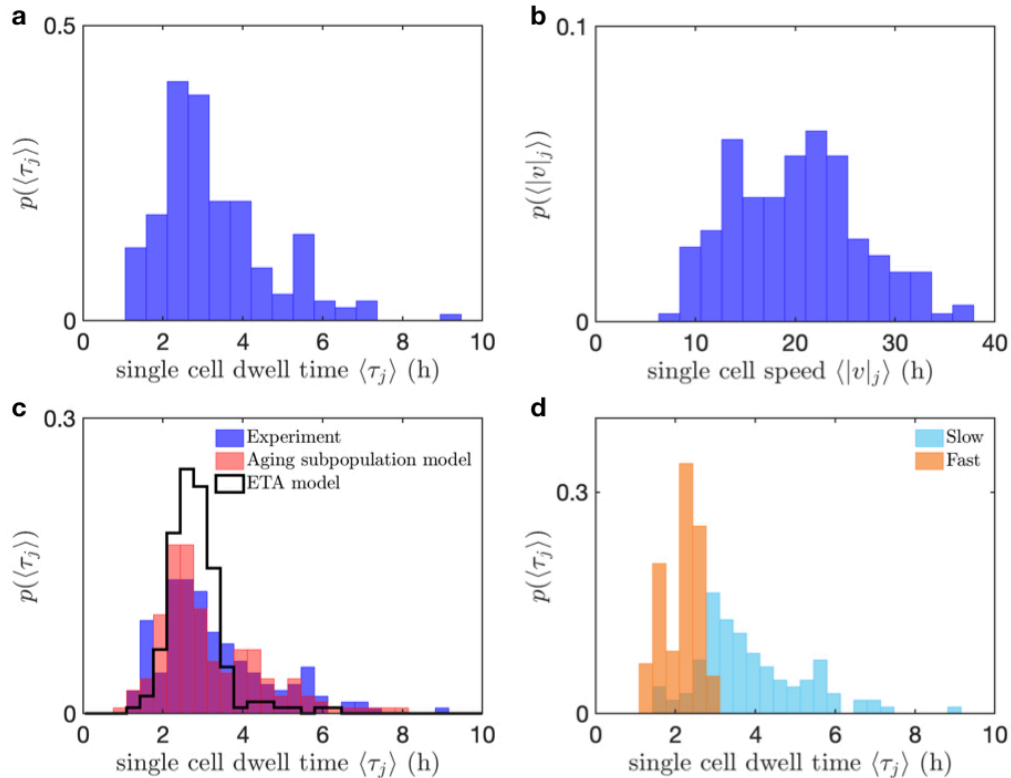 a
0.5
p(⟨τj⟩)
0
0 2 4 6 8 10
single cell dwell time ⟨τj⟩ (h)
b
0.1
p(⟨|v|j⟩)
0
0 10 20 30 40
single cell speed ⟨|v|j⟩ (h)
c
0.3
Experiment
Aging subpopulation model
ETA model
p(⟨τj⟩)
0
0 2 4 6 8 10
single cell dwell time ⟨τj⟩ (h)
d
Slow
Fast
0.3
p(⟨τj⟩)
0
0 2 4 6 8 10
single cell dwell time ⟨τj⟩ (h)